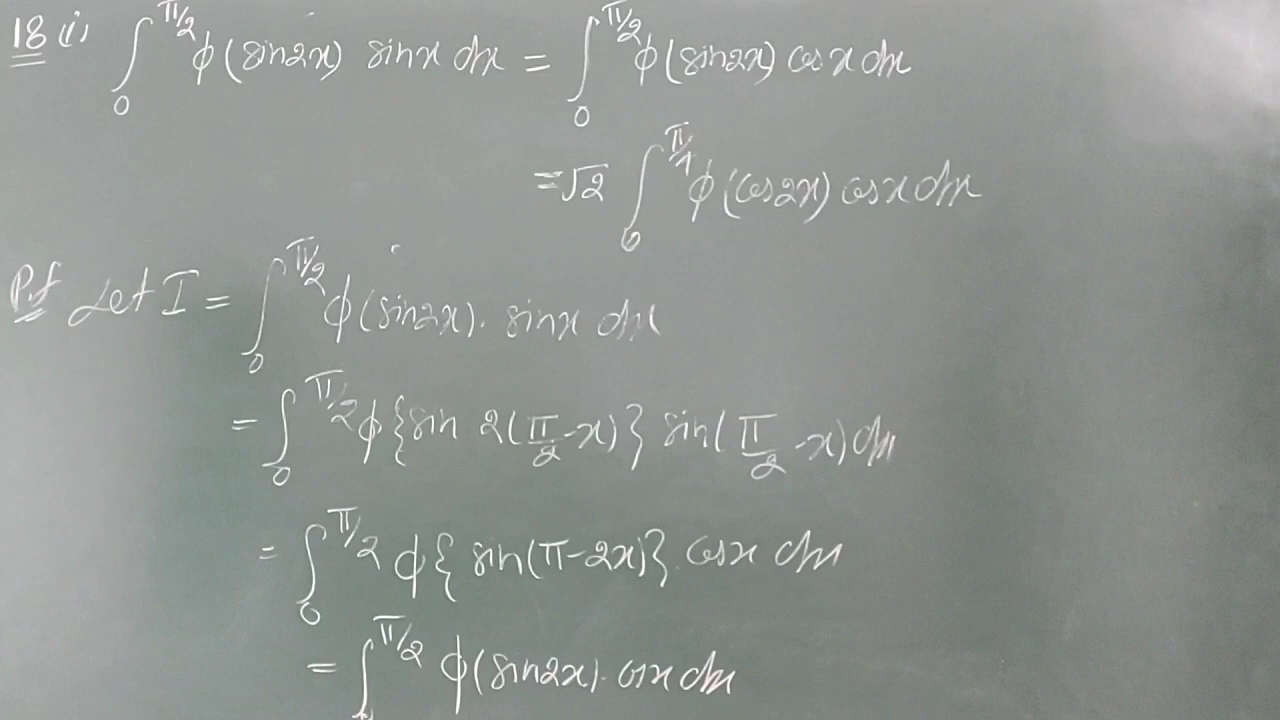 18 (i) ∫₀^{π/2} φ(sin2x) sinx dx = ∫₀^{π/2} φ(sin2x) cosx dx
= √2 ∫₀^{π/4} φ(cos2x) cosx dx
Pf Let I = ∫₀^{π/2} φ(sin2x). sinx dx
= ∫₀^{π/2} φ{sin 2(π/2 -x)} sin(π/2 -x) dx
= ∫₀^{π/2} φ{ sin(π-2x)}. cosx dx
= ∫₀^{π/2} φ(sin2x). cosx dx